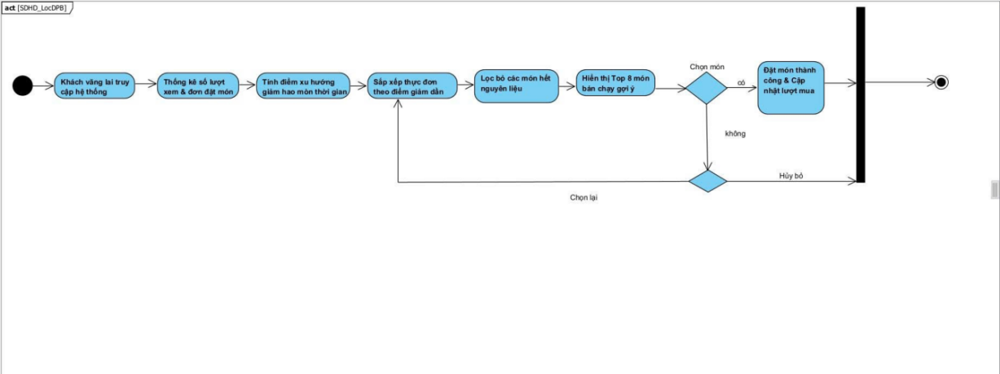 act [SDHD_LocDPB]
Khách vãng lai truy
cập hệ thống
Thống kê số lượt
xem & đơn đặt món
Tính điểm xu hướng
giảm hao mòn thời gian
Sắp xếp thực đơn
theo điểm giảm dần
Lọc bỏ các món hết
nguyên liệu
Hiển thị Top 8 món
bán chạy gợi ý
Chọn món
có
Đặt món thành
công & Cập
nhật lượt mua
không
Hủy bỏ
Chọn lại